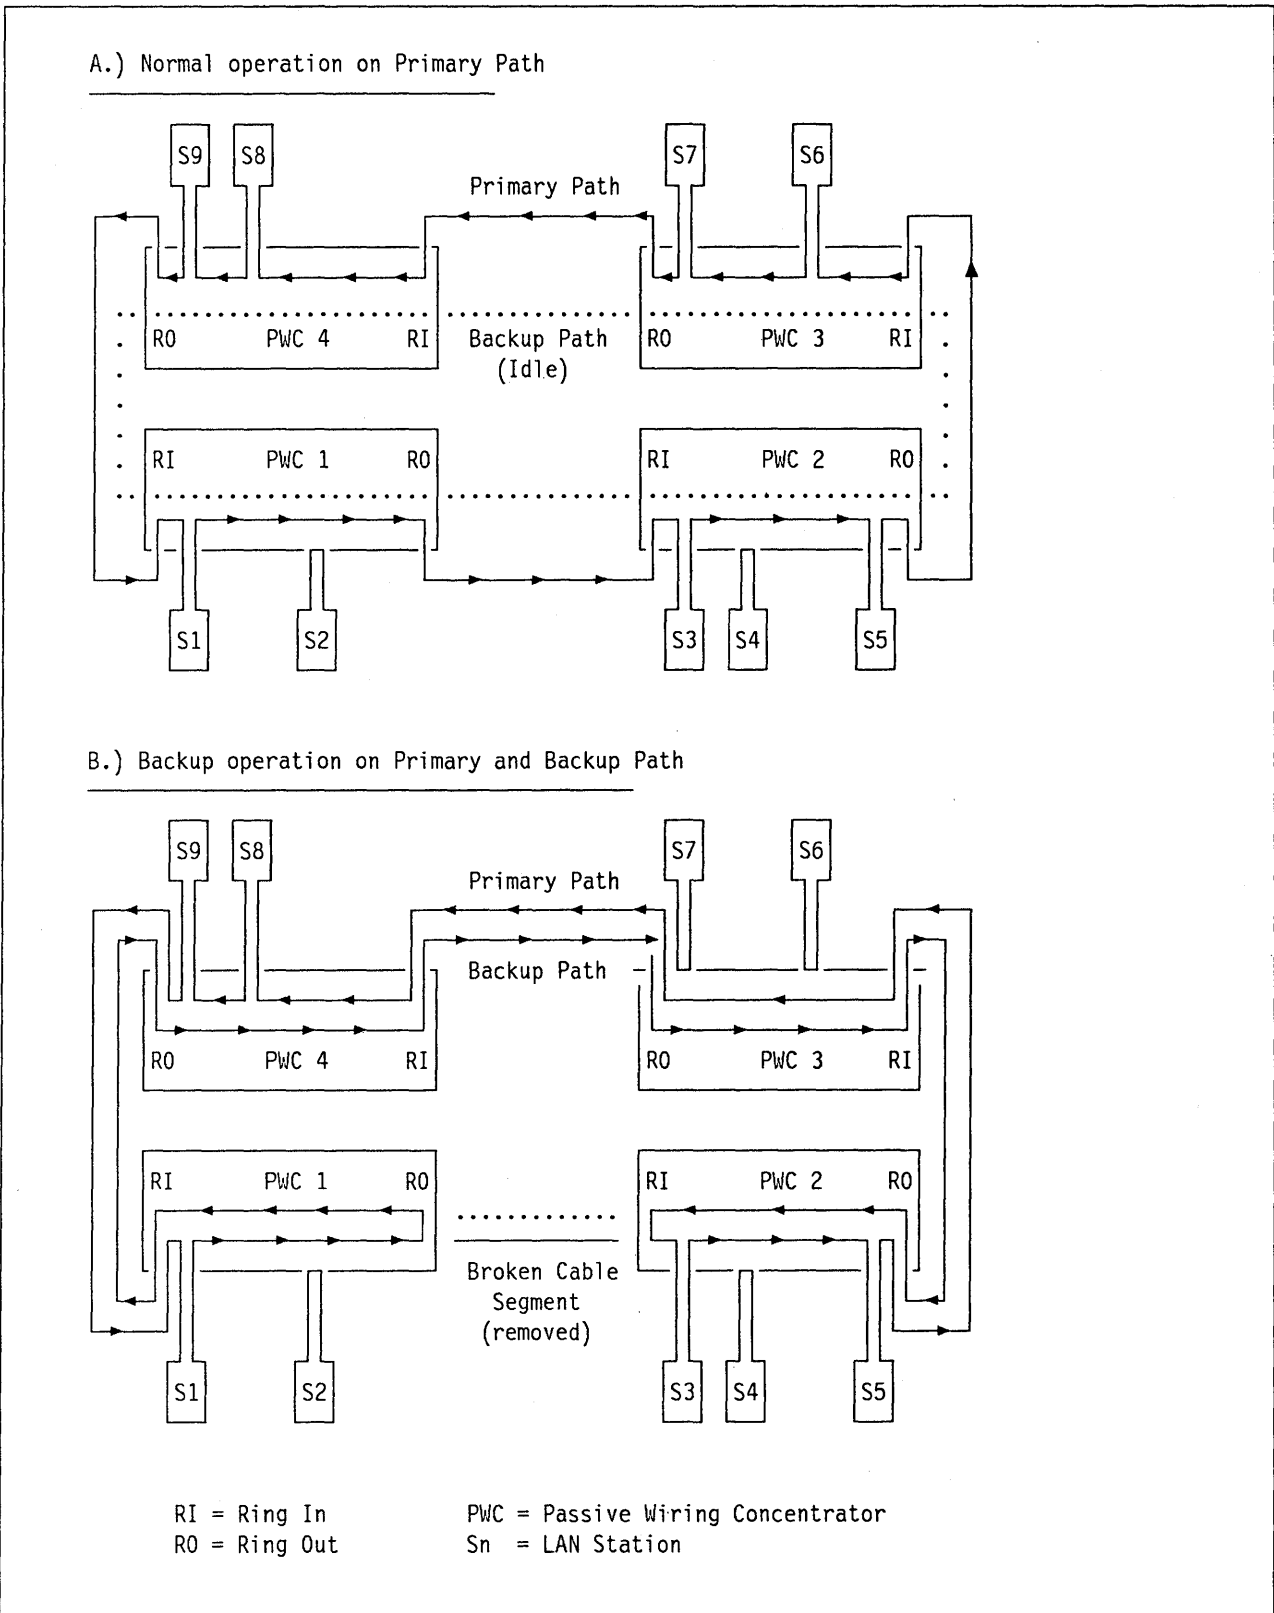 A.) Normal operation on Primary Path
S9 S8 S7 S6
Primary Path
RO PWC 4 RI Backup Path RO PWC 3 RI
(Idle)
RI PWC 1 RO RI PWC 2 RO
S1 S2 S3 S4 S5
B.) Backup operation on Primary and Backup Path
S9 S8 S7 S6
Primary Path
Backup Path
RO PWC 4 RI RO PWC 3 RI
RI PWC 1 RO RI PWC 2 RO
Broken Cable
Segment
(removed)
S1 S2 S3 S4 S5
RI = Ring In PWC = Passive Wiring Concentrator
RO = Ring Out Sn = LAN Station